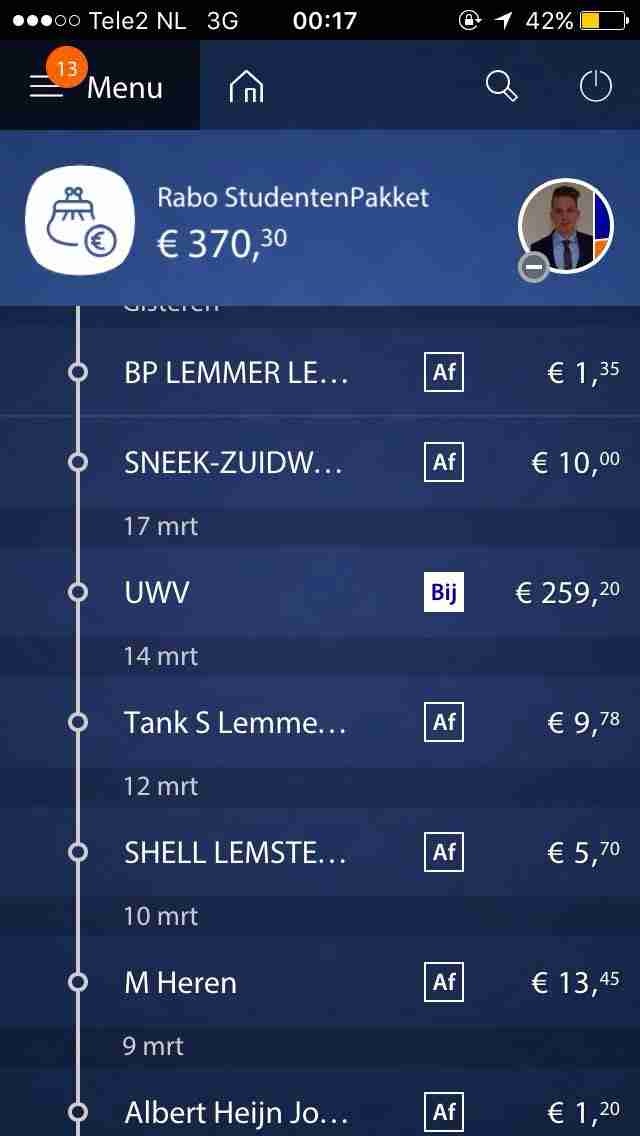 Tele2 NL 3G 00:17 42%
13
Menu
Rabo StudentenPakket
€ 370,30
Gisteren
BP LEMMER LE... Af € 1,35
SNEEK-ZUIDW... Af € 10,00
17 mrt
UWV Bij € 259,20
14 mrt
Tank S Lemme... Af € 9,78
12 mrt
SHELL LEMSTE... Af € 5,70
10 mrt
M Heren Af € 13,45
9 mrt
Albert Heijn Jo... Af € 1,20